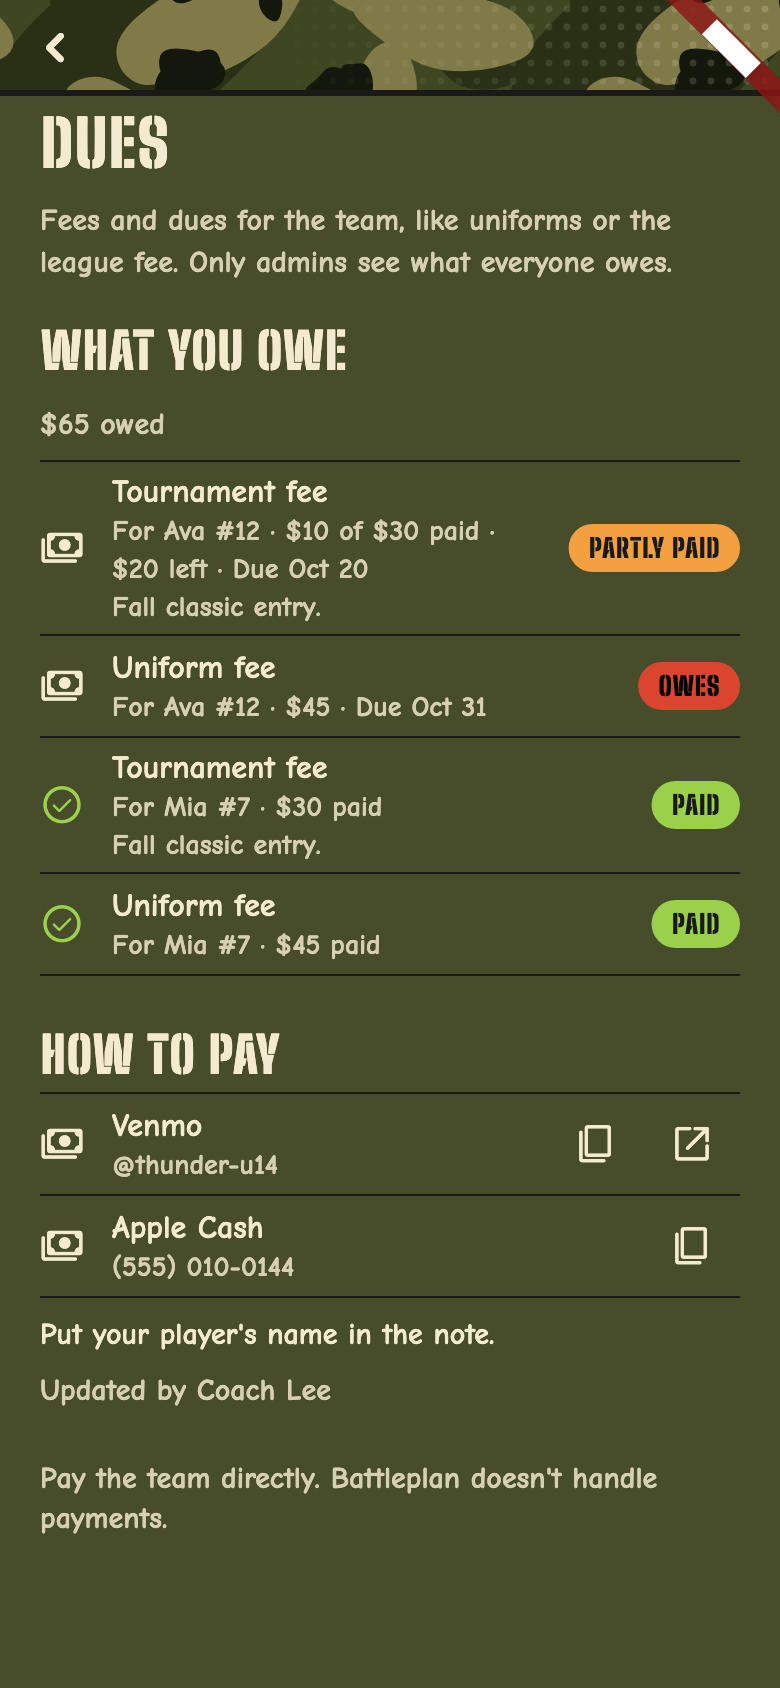 DUES
Fees and dues for the team, like uniforms or the
league fee. Only admins see what everyone owes.
WHAT YOU OWE
$65 owed
Tournament fee
For Ava #12 · $10 of $30 paid ·
$20 left · Due Oct 20
Fall classic entry.
PARTLY PAID
Uniform fee
For Ava #12 · $45 · Due Oct 31
OWES
Tournament fee
For Mia #7 · $30 paid
Fall classic entry.
PAID
Uniform fee
For Mia #7 · $45 paid
PAID
HOW TO PAY
Venmo
@thunder-u14
Apple Cash
(555) 010-0144
Put your player's name in the note.
Updated by Coach Lee
Pay the team directly. Battleplan doesn't handle
payments.